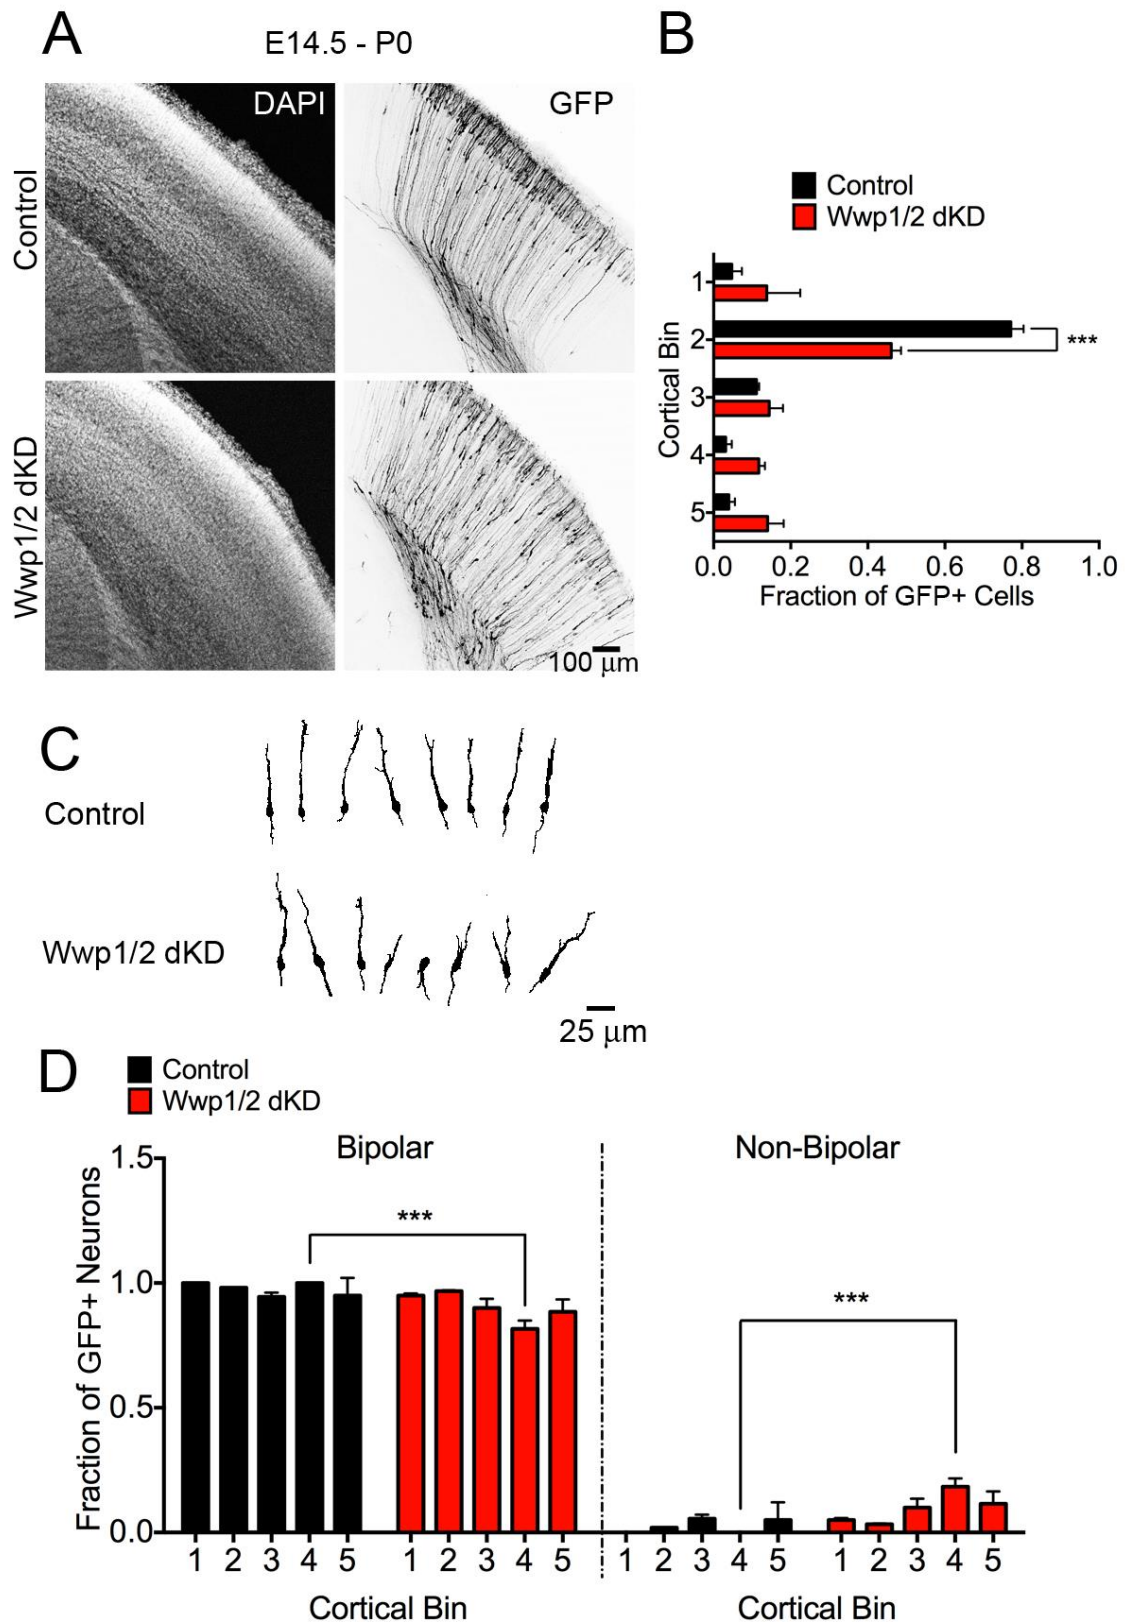 A
E14.5 - P0
DAPI
GFP
Control
Wwp1/2 dKD
100 μm
B
Control
Wwp1/2 dKD
Cortical Bin
1
2
3
4
5
***
0.0 0.2 0.4 0.6 0.8 1.0
Fraction of GFP+ Cells
C
Control
Wwp1/2 dKD
25 μm
D
Control
Wwp1/2 dKD
Bipolar
Non-Bipolar
Fraction of GFP+ Neurons
1.5
1.0
0.5
0.0
***
***
1 2 3 4 5 1 2 3 4 5 1 2 3 4 5 1 2 3 4 5
Cortical Bin Cortical Bin